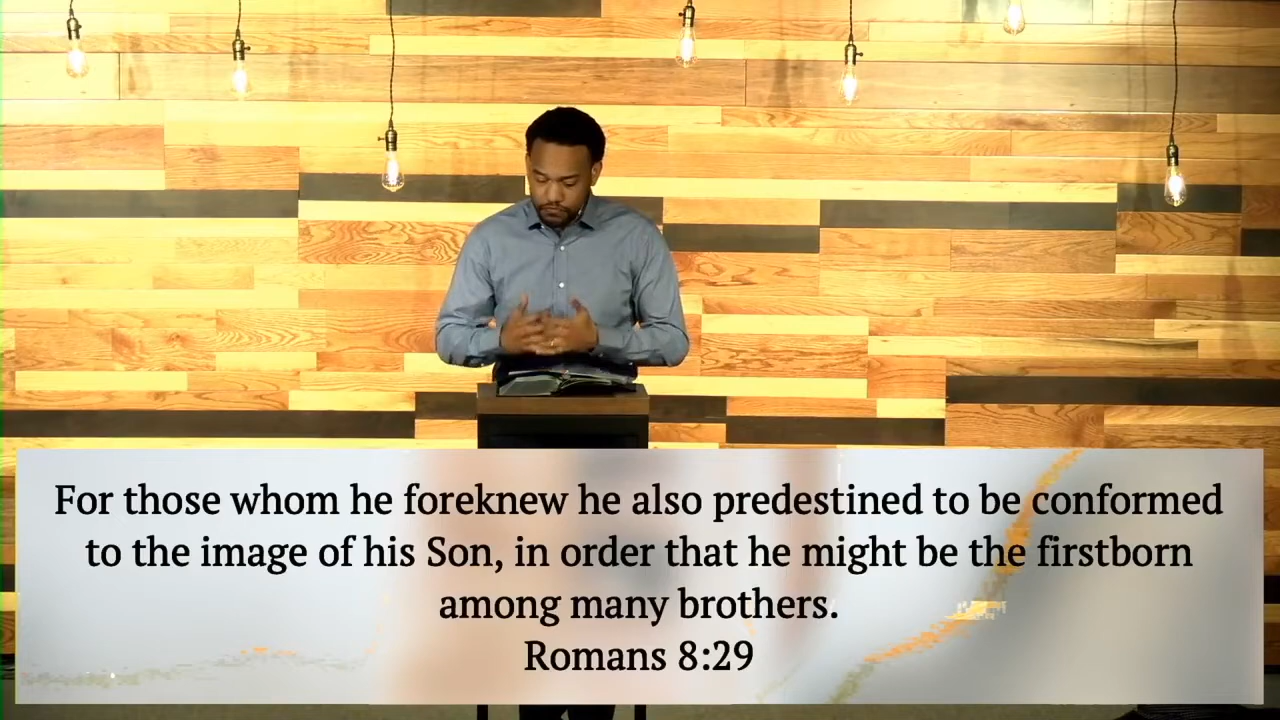 For those whom he foreknew he also predestined to be conformed
to the image of his Son, in order that he might be the firstborn
among many brothers.
Romans 8:29